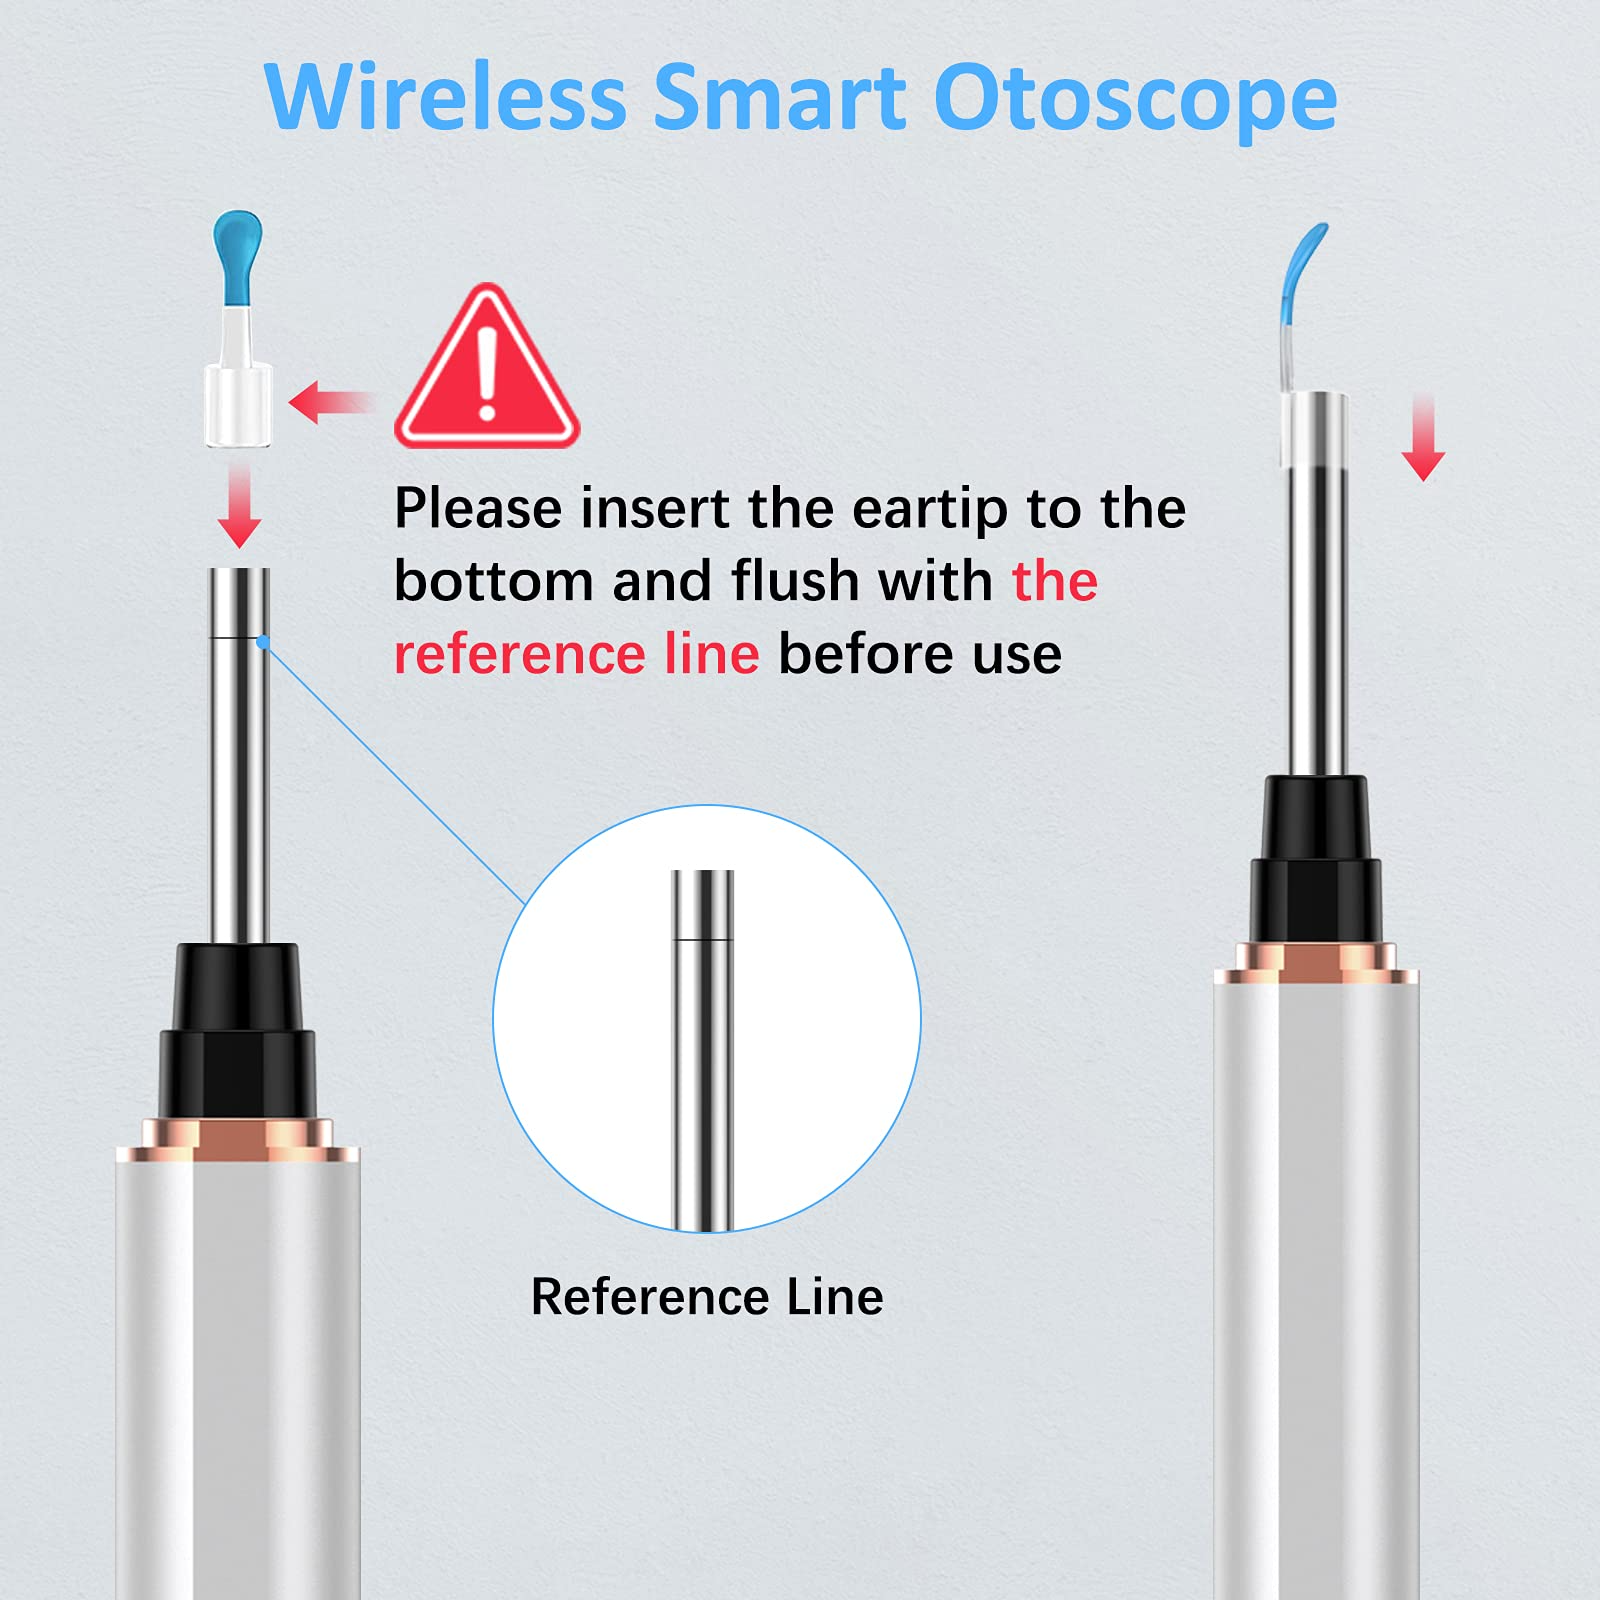 Wireless Smart Otoscope
Please insert the eartip to the
bottom and flush with the
reference line before use
Reference Line